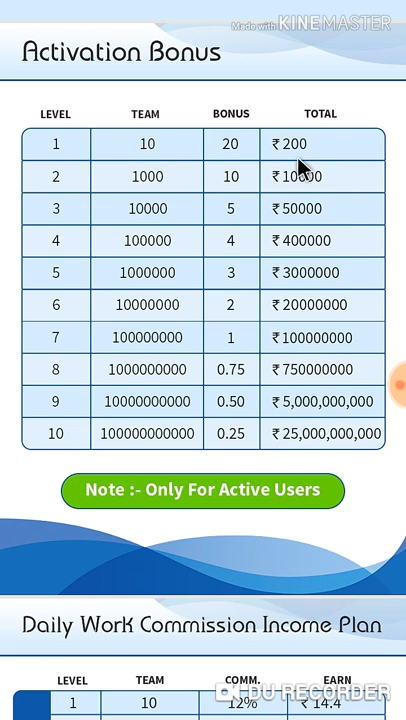 Made with KINEMASTER
Activation Bonus
LEVEL TEAM BONUS TOTAL
1 10 20 ₹200
2 1000 10 ₹10000
3 10000 5 ₹50000
4 100000 4 ₹400000
5 1000000 3 ₹3000000
6 10000000 2 ₹20000000
7 100000000 1 ₹100000000
8 1000000000 0.75 ₹750000000
9 10000000000 0.50 ₹5,000,000,000
10 100000000000 0.25 ₹25,000,000,000
Note :- Only For Active Users
Daily Work Commission Income Plan
LEVEL TEAM COMM. EARN
DU RECORDER
1 10 12% ₹ 14.4